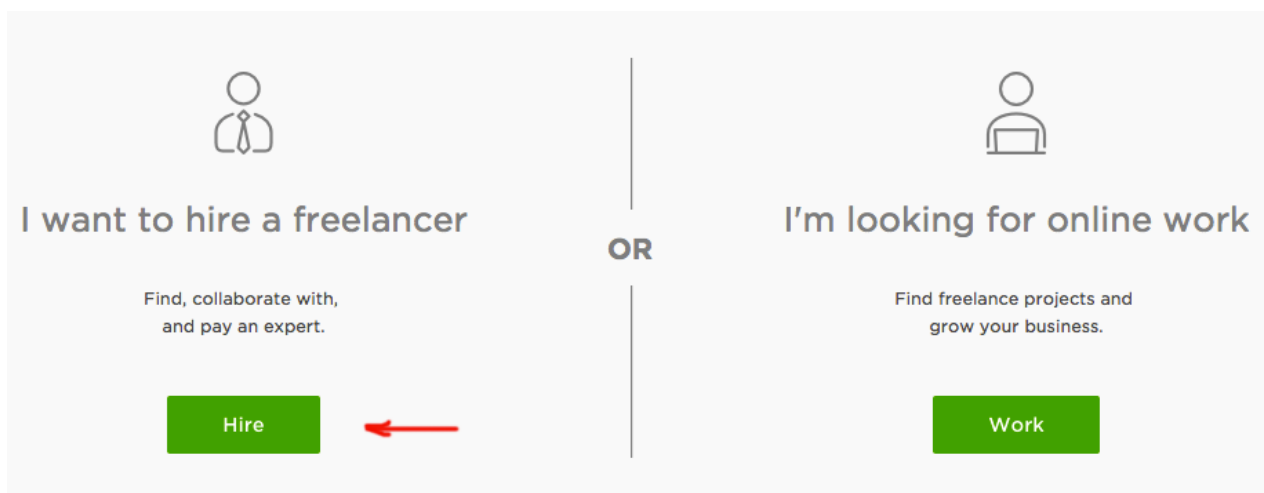 I want to hire a freelancer
Find, collaborate with,
and pay an expert.
Hire
OR
I'm looking for online work
Find freelance projects and
grow your business.
Work